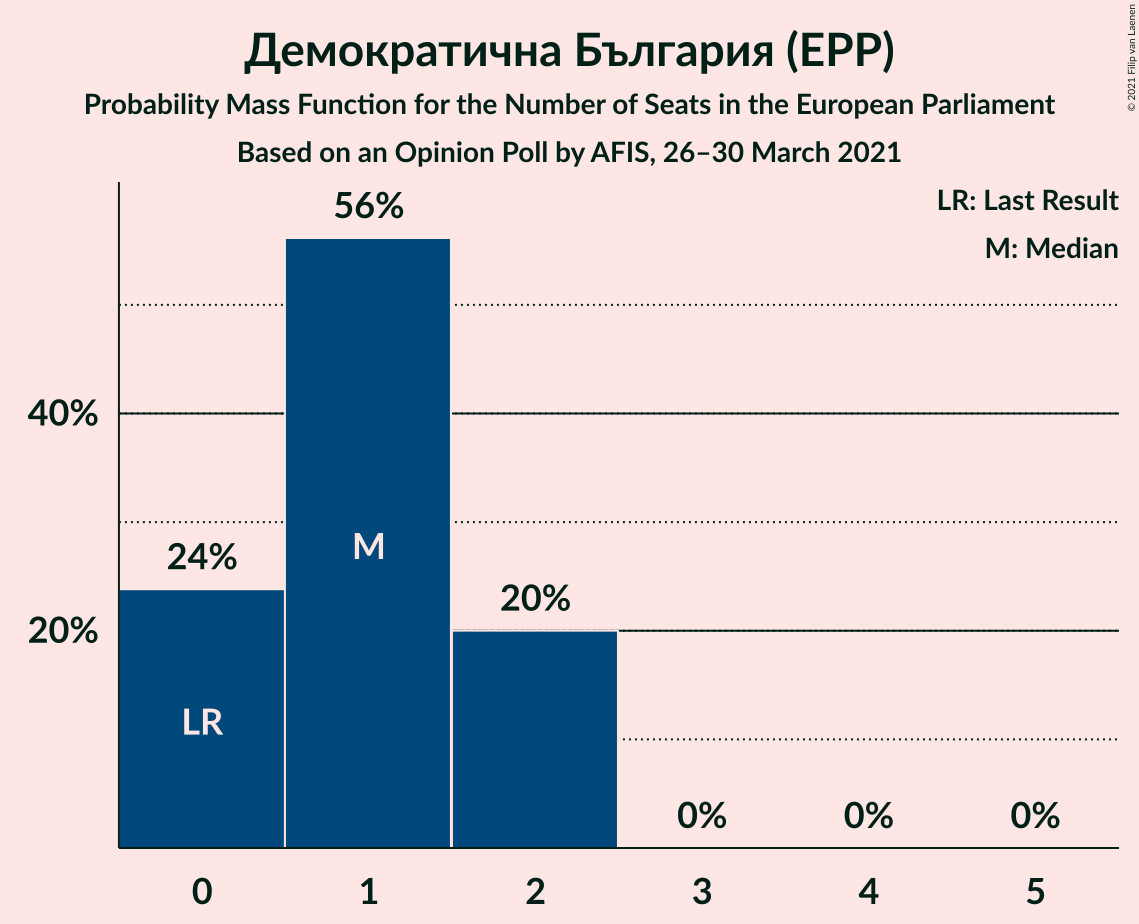 Демократична България (EPP)
Probability Mass Function for the Number of Seats in the European Parliament
Based on an Opinion Poll by AFIS, 26–30 March 2021
© 2021 Filip van Laenen
LR: Last Result
M: Median
56%
40%
24%
M
20%
20%
LR
0%
0%
0%
0
1
2
3
4
5